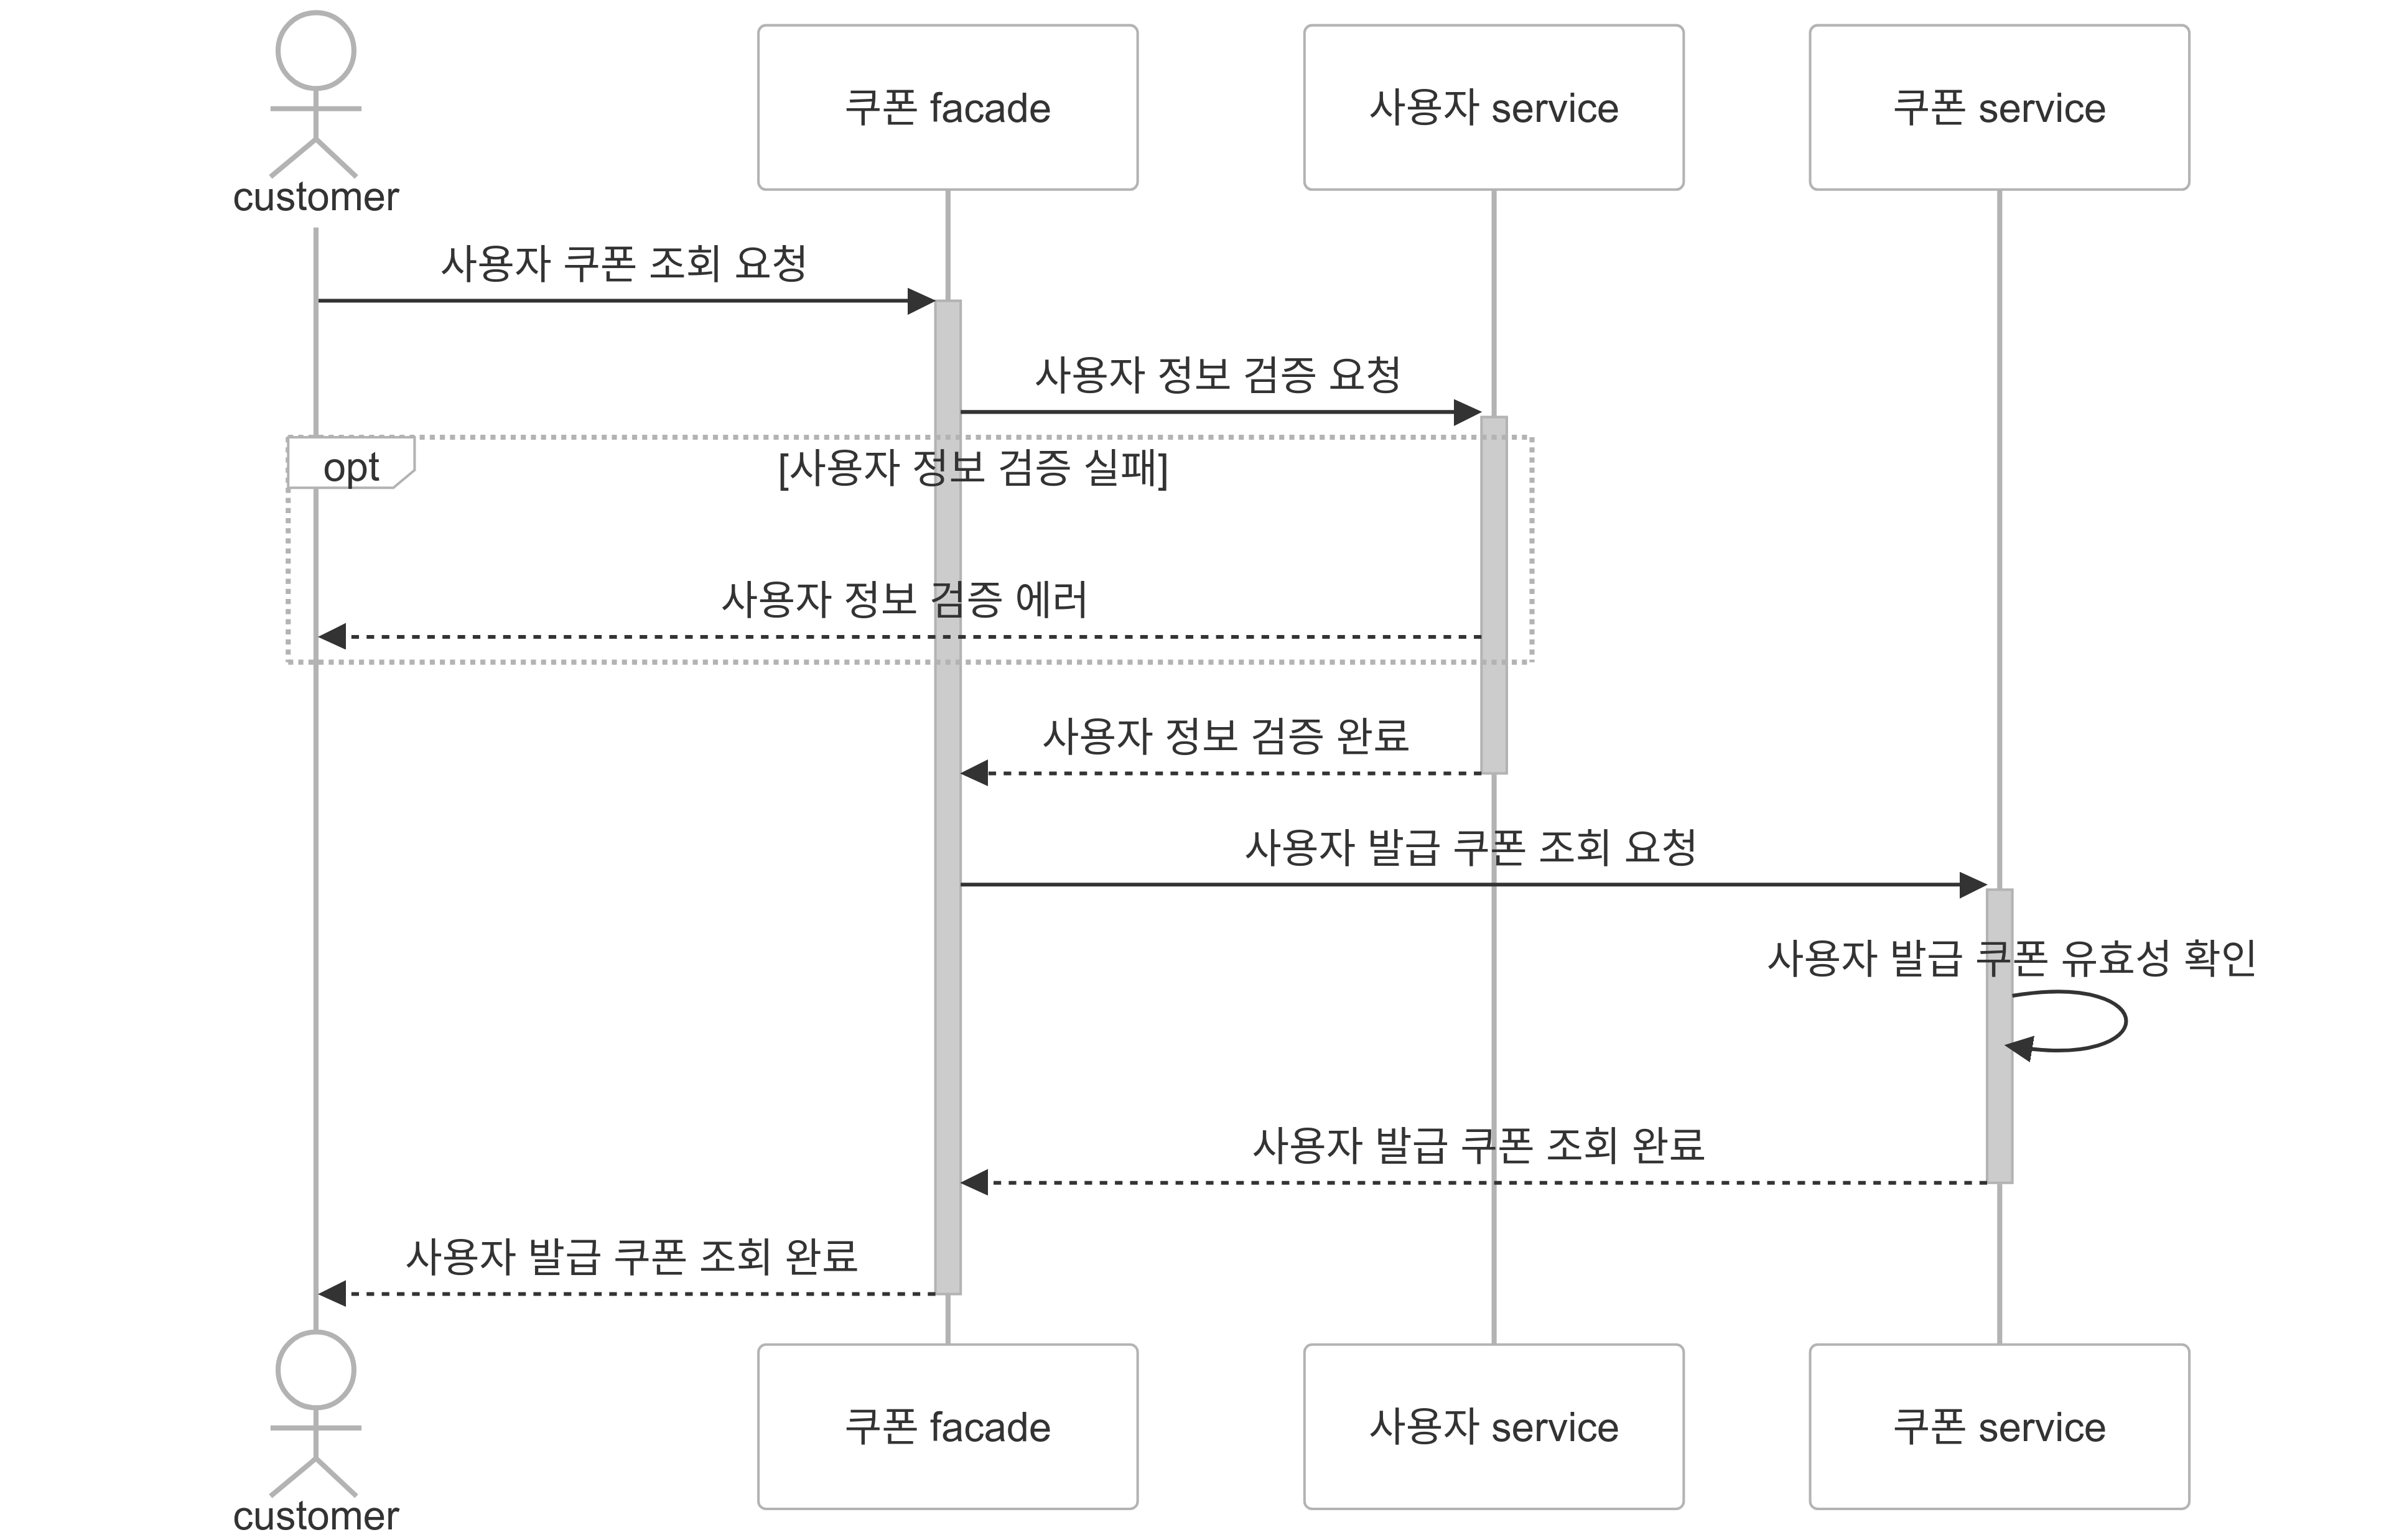 customer
쿠폰 facade
사용자 service
쿠폰 service
사용자 쿠폰 조회 요청
사용자 정보 검증 요청
opt
[사용자 정보 검증 실패]
사용자 정보 검증 에러
사용자 정보 검증 완료
사용자 발급 쿠폰 조회 요청
사용자 발급 쿠폰 유효성 확인
사용자 발급 쿠폰 조회 완료
사용자 발급 쿠폰 조회 완료
customer
쿠폰 facade
사용자 service
쿠폰 service